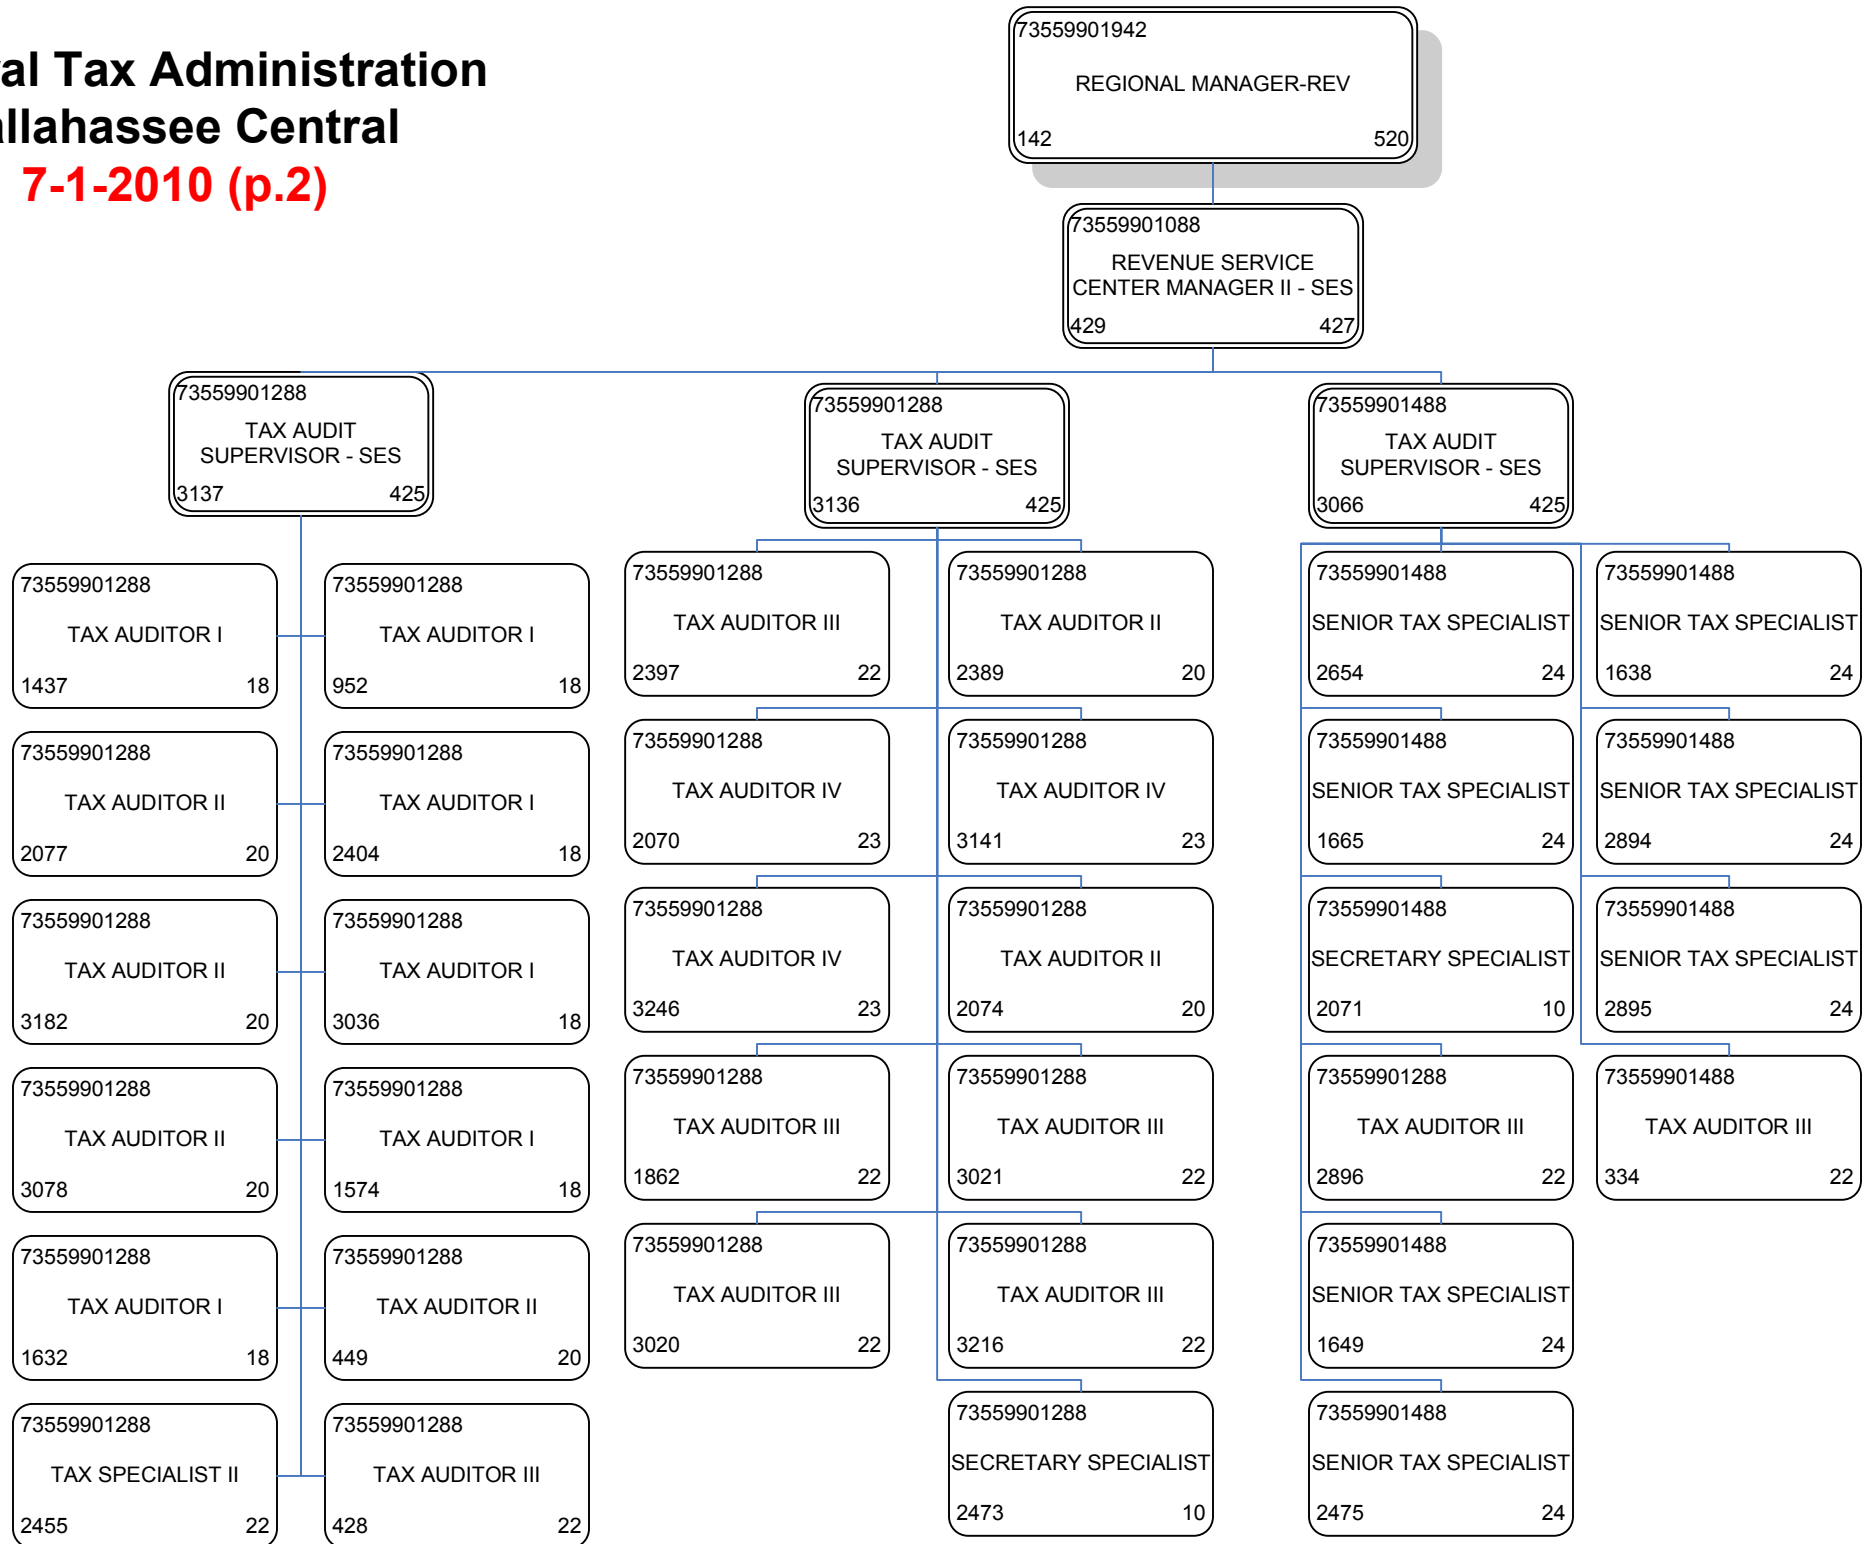 al Tax Administration
allahassee Central
7-1-2010 (p.2)
73559901942
REGIONAL MANAGER-REV
142 520
73559901088
REVENUE SERVICE
CENTER MANAGER II - SES
429 427
73559901288
TAX AUDIT
SUPERVISOR - SES
3137 425
73559901288
TAX AUDIT
SUPERVISOR - SES
3136 425
73559901488
TAX AUDIT
SUPERVISOR - SES
3066 425
73559901288
TAX AUDITOR I
1437 18
73559901288
TAX AUDITOR I
952 18
73559901288
TAX AUDITOR II
2077 20
73559901288
TAX AUDITOR I
2404 18
73559901288
TAX AUDITOR II
3182 20
73559901288
TAX AUDITOR I
3036 18
73559901288
TAX AUDITOR II
3078 20
73559901288
TAX AUDITOR I
1574 18
73559901288
TAX AUDITOR I
1632 18
73559901288
TAX AUDITOR II
449 20
73559901288
TAX SPECIALIST II
2455 22
73559901288
TAX AUDITOR III
428 22
73559901288
TAX AUDITOR III
2397 22
73559901288
TAX AUDITOR II
2389 20
73559901288
TAX AUDITOR IV
2070 23
73559901288
TAX AUDITOR IV
3141 23
73559901288
TAX AUDITOR IV
3246 23
73559901288
TAX AUDITOR II
2074 20
73559901288
TAX AUDITOR III
1862 22
73559901288
TAX AUDITOR III
3021 22
73559901288
TAX AUDITOR III
3020 22
73559901288
TAX AUDITOR III
3216 22
73559901288
SECRETARY SPECIALIST
2473 10
73559901488
SENIOR TAX SPECIALIST
2654 24
73559901488
SENIOR TAX SPECIALIST
1638 24
73559901488
SENIOR TAX SPECIALIST
1665 24
73559901488
SENIOR TAX SPECIALIST
2894 24
73559901488
SECRETARY SPECIALIST
2071 10
73559901488
SENIOR TAX SPECIALIST
2895 24
73559901288
TAX AUDITOR III
2896 22
73559901488
TAX AUDITOR III
334 22
73559901488
SENIOR TAX SPECIALIST
1649 24
73559901488
SENIOR TAX SPECIALIST
2475 24